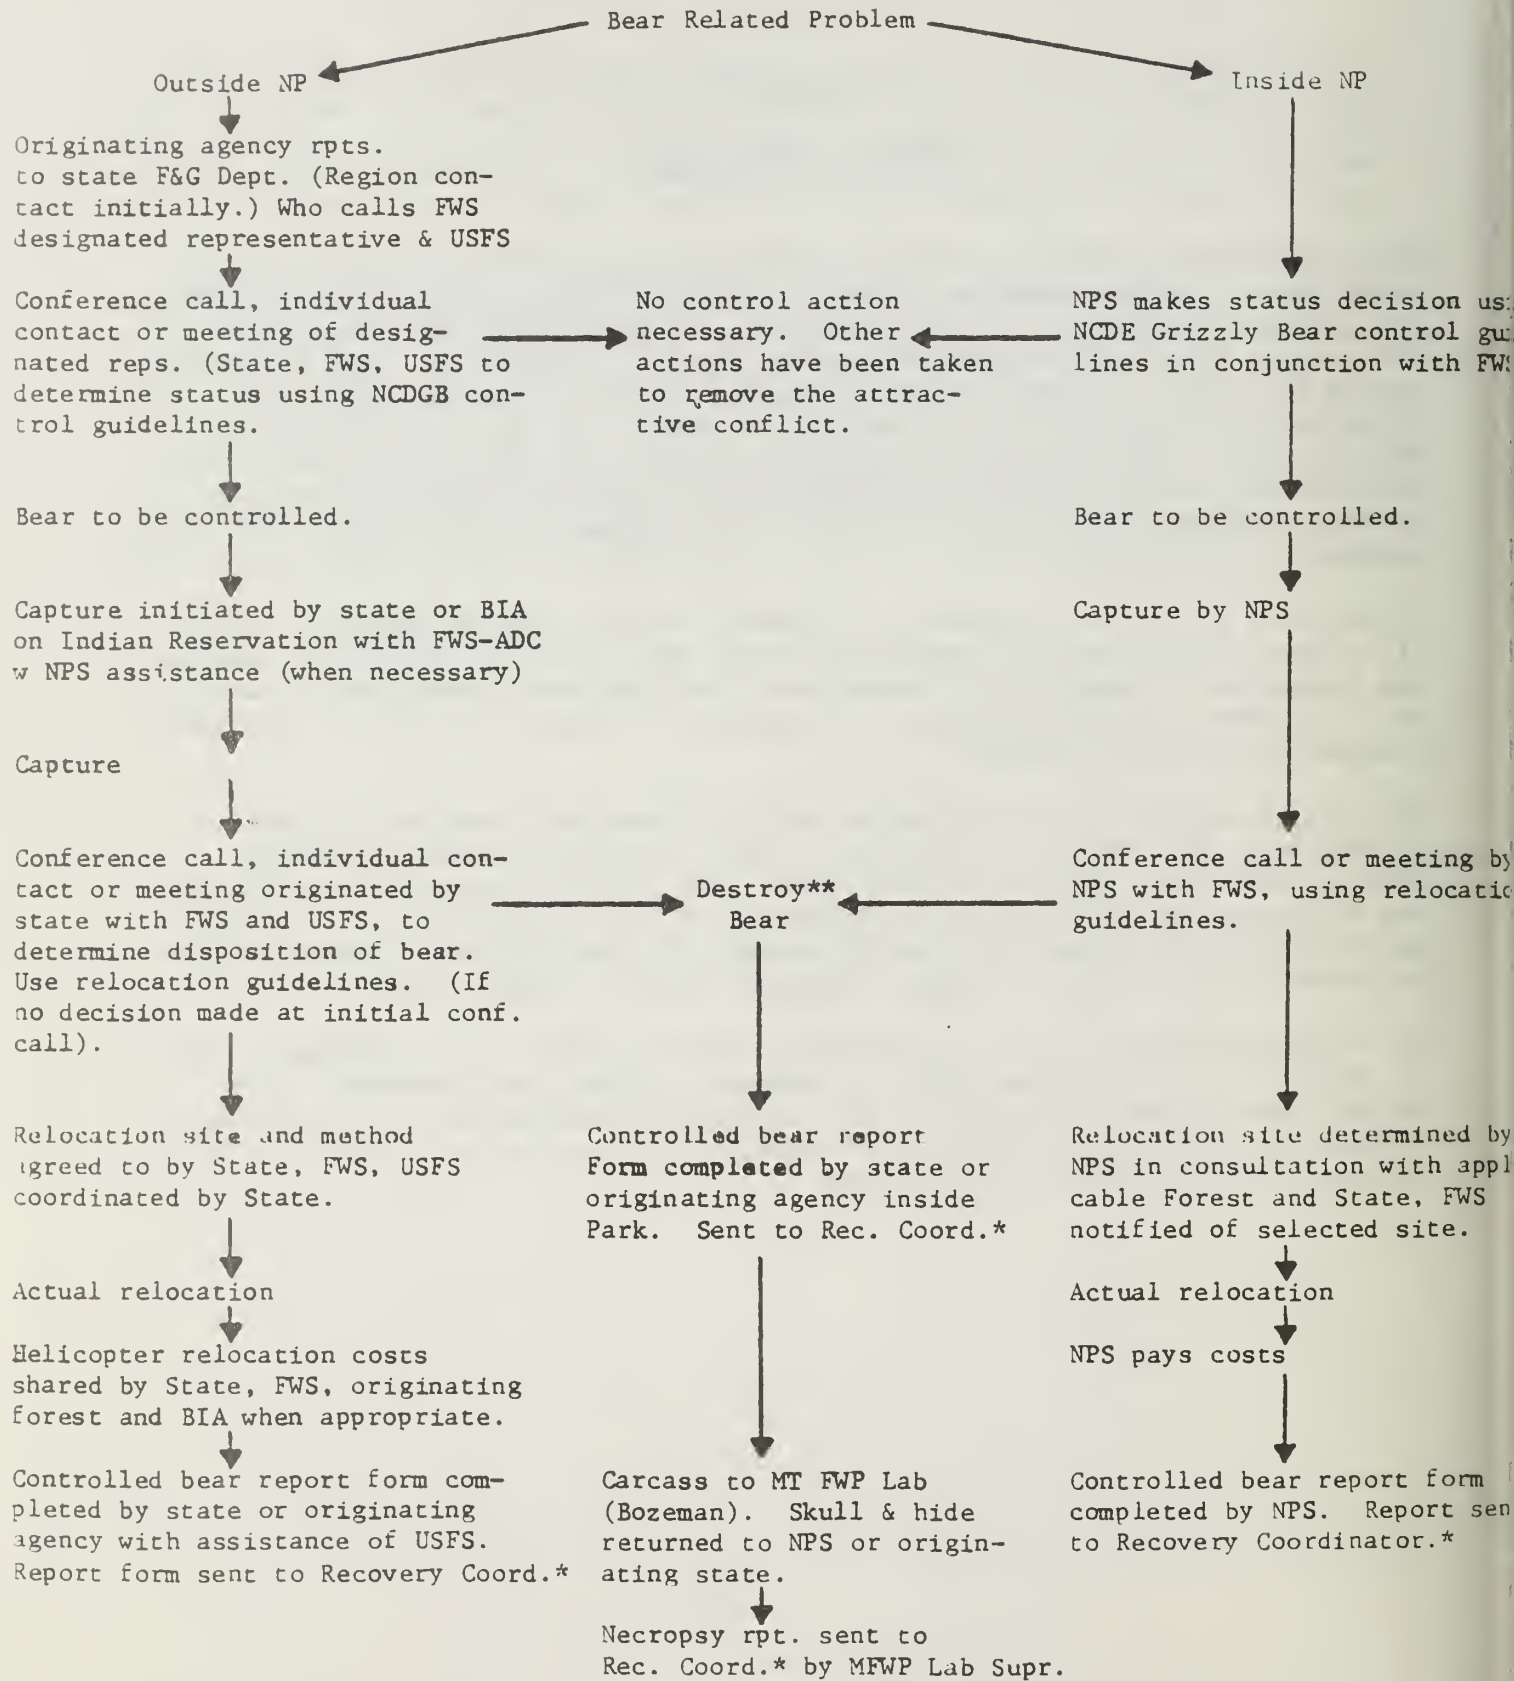 Bear Related Problem
Outside NP
Inside NP
Originating agency rpts.
to state F&G Dept. (Region con-
tact initially.) Who calls FWS
designated representative & USFS
Conference call, individual
contact or meeting of desig-
nated reps. (State, FWS, USFS to
determine status using NCDGB con-
trol guidelines.
No control action
necessary. Other
actions have been taken
to remove the attrac-
tive conflict.
NPS makes status decision
NCDE Grizzly Bear control
lines in conjunction with FWS
Bear to be controlled.
Bear to be controlled.
Capture initiated by state or BIA
on Indian Reservation with FWS-ADC
w NPS assistance (when necessary)
Capture by NPS
Capture
Conference call, individual con-
tact or meeting originated by
state with FWS and USFS, to
determine disposition of bear.
Use relocation guidelines. (If
no decision made at initial conf.
call).
Destroy**
Bear
Conference call or meeting by
NPS with FWS, using
guidelines.
Relocation site and method
agreed to by State, FWS, USFS
coordinated by State.
Controlled bear report
Form completed by state or
originating agency inside
Park. Sent to Rec. Coord.*
Relocation site determined by
NPS in consultation with
cable Forest and State, FWS
notified of selected site.
Actual relocation
Actual relocation
Helicopter relocation costs
shared by State, FWS, originating
forest and BIA when appropriate.
NPS pays costs
Controlled bear report form com-
pleted by state or originating
agency with assistance of USFS.
Report form sent to Recovery Coord.*
Carcass to MT FWP Lab
(Bozeman). Skull & hide
returned to NPS or origin-
ating state.
Controlled bear report form
completed by NPS. Report
to Recovery Coordinator.*
Necropsy rpt. sent to
Rec. Coord.* by MFWP Lab Supr.